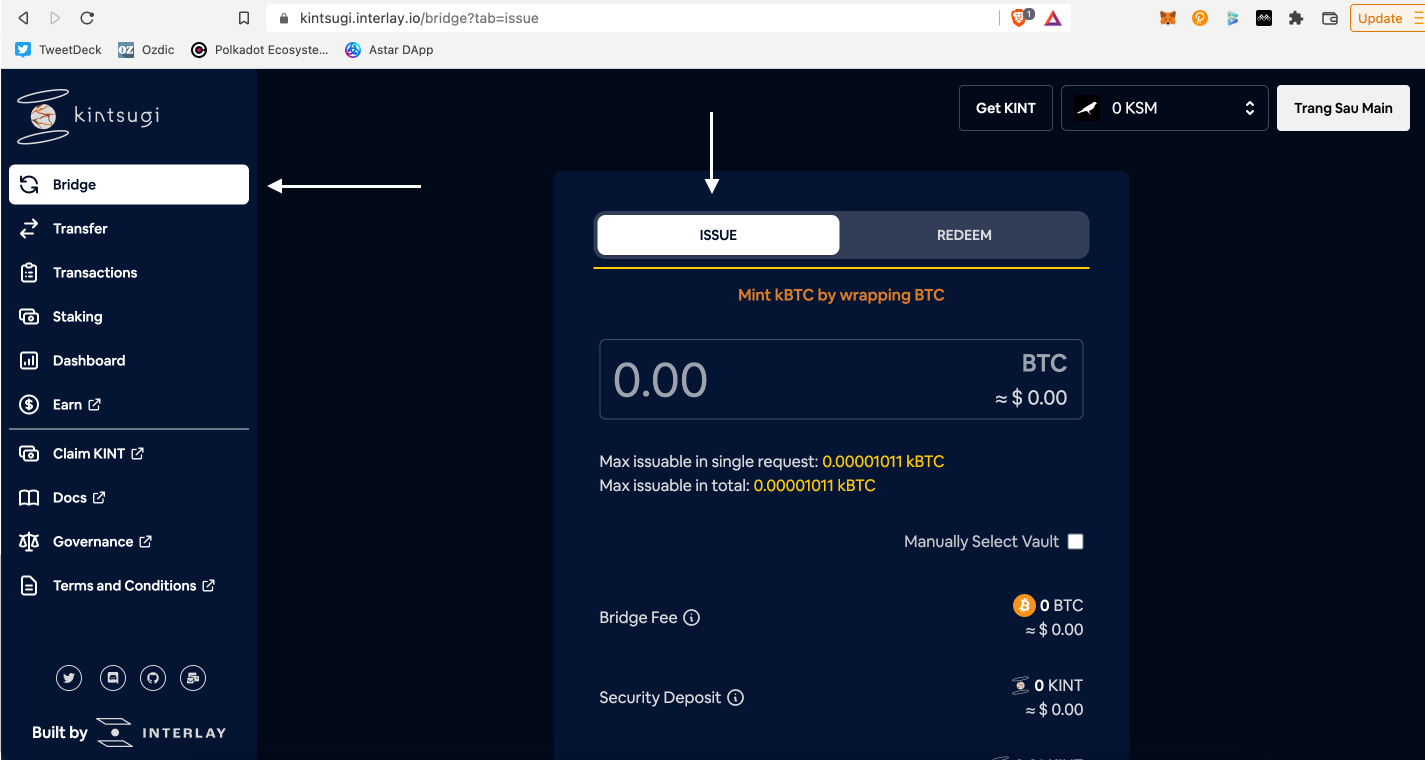 kintsugi.interlay.io/bridge?tab=issue
1
Update
TweetDeck
OZ Ozdic
Polkadot Ecosyste...
Astar DApp
kintsugi
Get KINT
0 KSM
Trang Sau Main
Bridge
Transfer
Transactions
Staking
Dashboard
Earn
Claim KINT
Docs
Governance
Terms and Conditions
Built by INTERLAY
ISSUE
REDEEM
Mint kBTC by wrapping BTC
0.00
BTC
≈ $ 0.00
Max issuable in single request: 0.00001011 kBTC
Max issuable in total: 0.00001011 kBTC
Manually Select Vault
Bridge Fee
0 BTC
≈ $ 0.00
Security Deposit
0 KINT
≈ $ 0.00